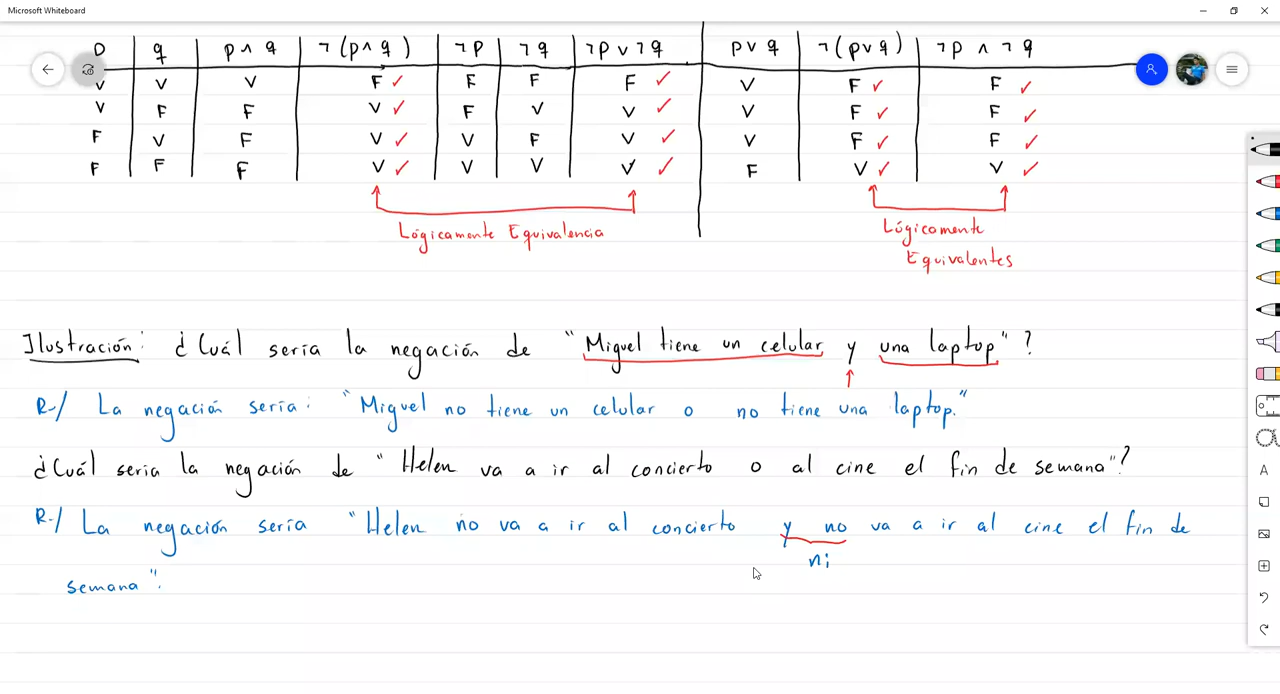 Microsoft Whiteboard
p q p ∧ q ¬(p ∧ q) ¬p ¬q ¬p ∨ ¬q p ∨ q ¬(p ∨ q) ¬p ∧ ¬q
V V V F ✓ F F F ✓ V F ✓ F ✓
V F F V ✓ F V V ✓ V F ✓ F ✓
F V F V ✓ V F V ✓ V F ✓ F ✓
F F F V ✓ V V V ✓ F V ✓ V ✓
Lógicamente Equivalencia
Lógicamente
Equivalentes
Ilustración: ¿Cuál sería la negación de "Miguel tiene un celular y una laptop"?
R-/ La negación sería: "Miguel no tiene un celular o no tiene una laptop."
¿Cuál sería la negación de "Helen va a ir al concierto o al cine el fin de semana"?
R-/ La negación sería "Helen no va a ir al concierto y no va a ir al cine el fin de
ni
semana".
A